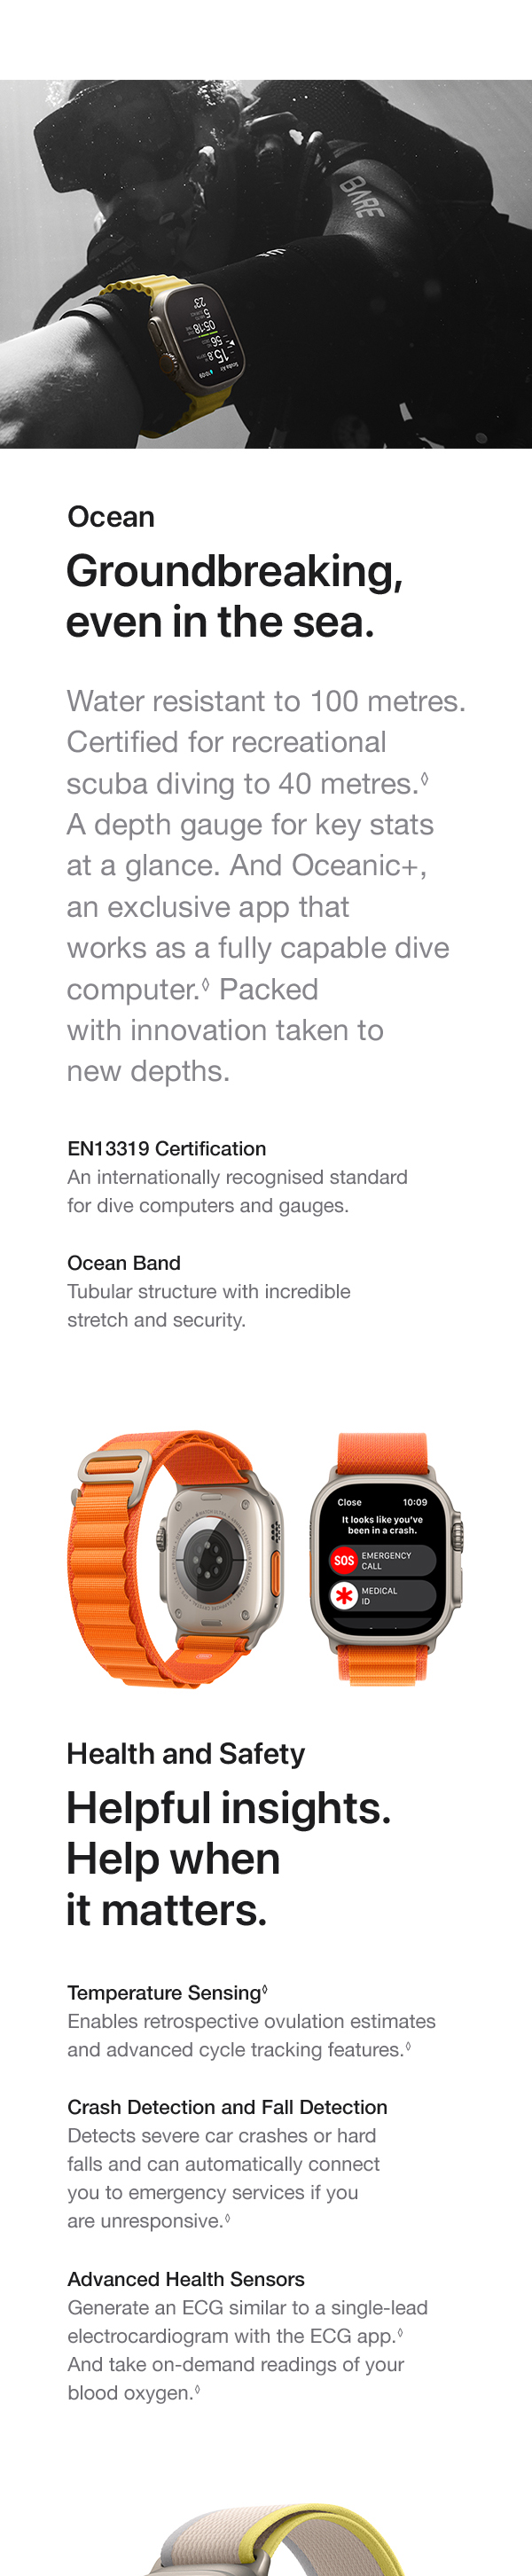 BARE
Ocean
Groundbreaking,
even in the sea.
Water resistant to 100 metres.
Certified for recreational
scuba diving to 40 metres.◊
A depth gauge for key stats
at a glance. And Oceanic+,
an exclusive app that
works as a fully capable dive
computer.◊ Packed
with innovation taken to
new depths.
EN13319 Certification
An internationally recognised standard
for dive computers and gauges.
Ocean Band
Tubular structure with incredible
stretch and security.
Close 10:09
It looks like you’ve
been in a crash.
SOS EMERGENCY
CALL
MEDICAL
ID
Health and Safety
Helpful insights.
Help when
it matters.
Temperature Sensing◊
Enables retrospective ovulation estimates
and advanced cycle tracking features.◊
Crash Detection and Fall Detection
Detects severe car crashes or hard
falls and can automatically connect
you to emergency services if you
are unresponsive.◊
Advanced Health Sensors
Generate an ECG similar to a single-lead
electrocardiogram with the ECG app.◊
And take on-demand readings of your
blood oxygen.◊